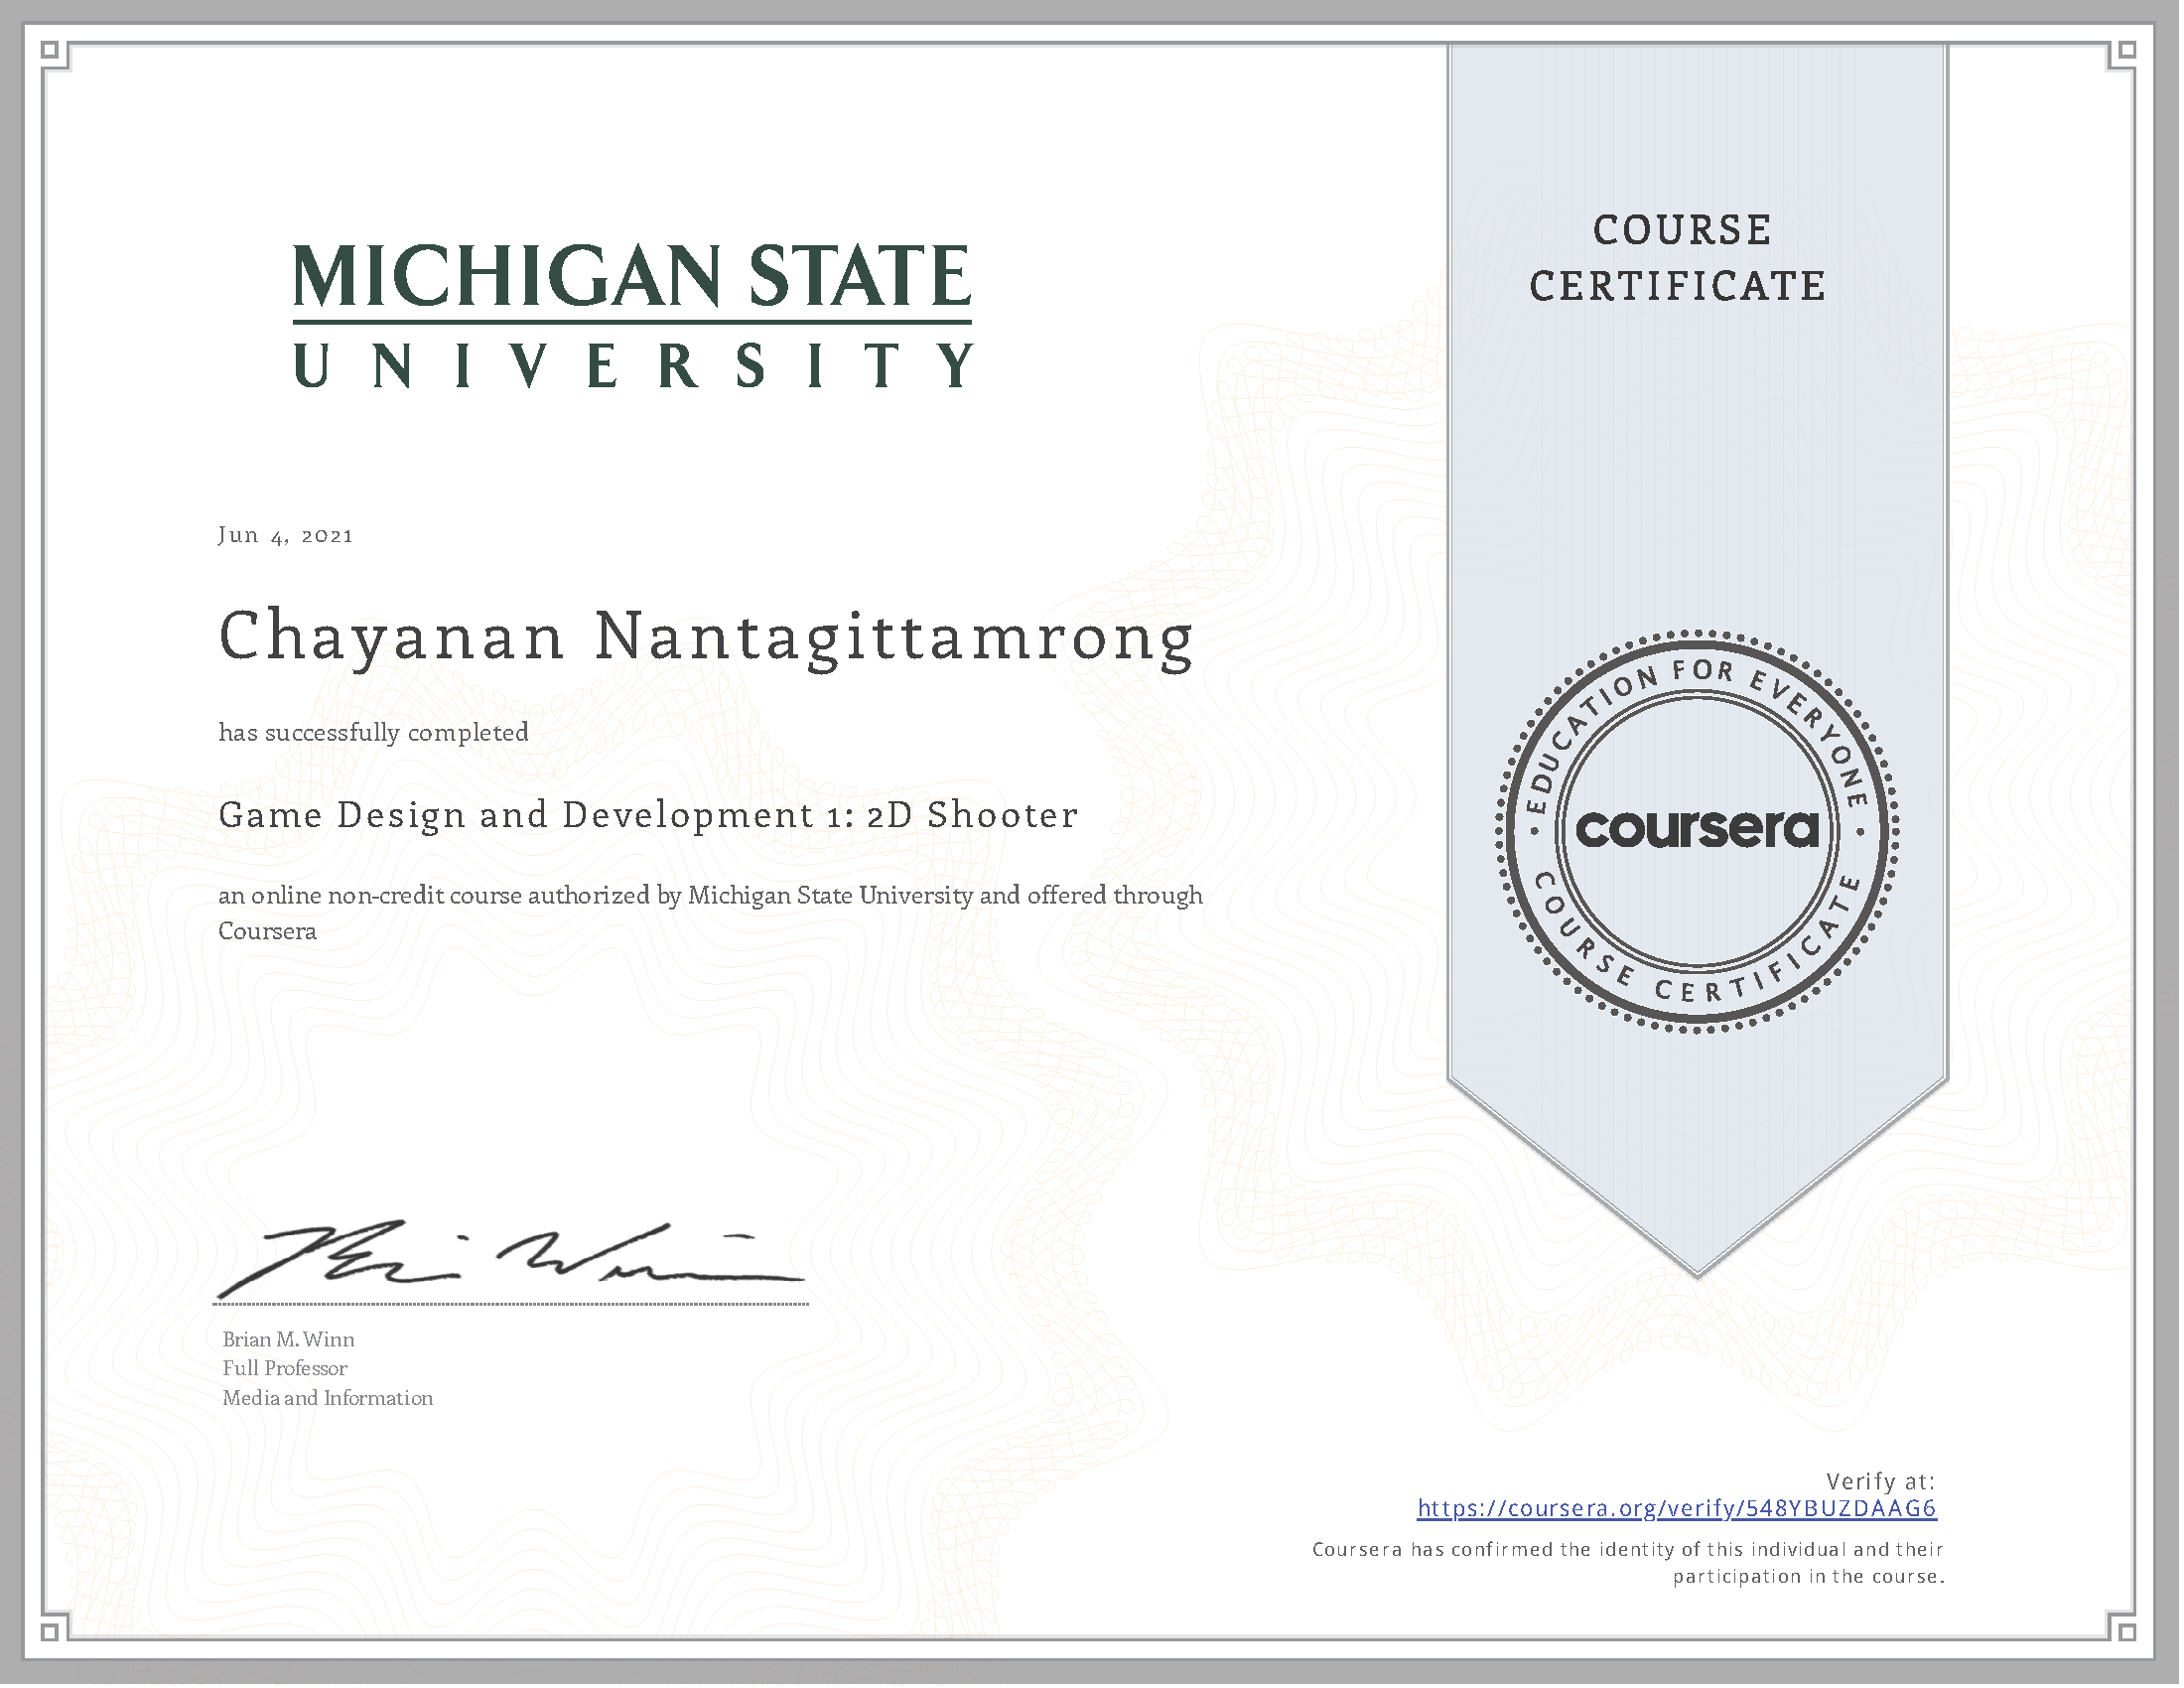 MICHIGAN STATE
UNIVERSITY
COURSE
CERTIFICATE
Jun 4, 2021
Chayanan Nantagittamrong
has successfully completed
Game Design and Development 1: 2D Shooter
an online non-credit course authorized by Michigan State University and offered through
Coursera
EDUCATION FOR EVERYONE
coursera
COURSE CERTIFICATE
Brian M. Winn
Full Professor
Media and Information
Verify at:
https://coursera.org/verify/548YBUZDAAG6
Coursera has confirmed the identity of this individual and their
participation in the course.